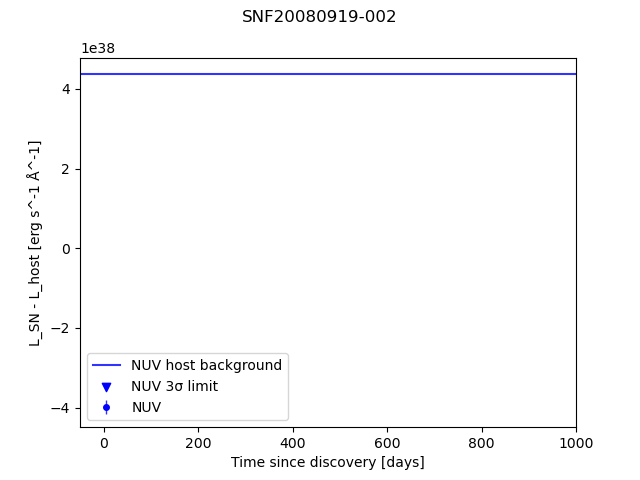 SNF20080919-002
1e38
4
2
0
−2
−4
L_SN - L_host [erg s^-1 Å^-1]
NUV host background
NUV 3σ limit
NUV
0 200 400 600 800 1000
Time since discovery [days]